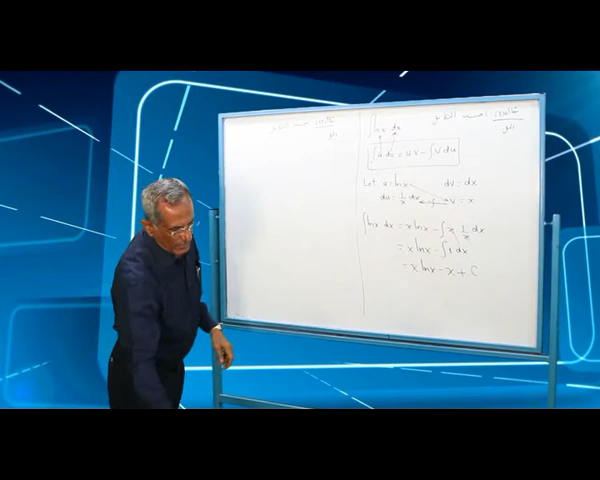 ∫ln x dx
∫u dv = uv - ∫v du
Let u = ln x    dv = dx
du = 1/x dx    v = x
∫ln x dx = x ln x - ∫x 1/x dx
= x ln x - ∫1 dx
= x ln x - x + C